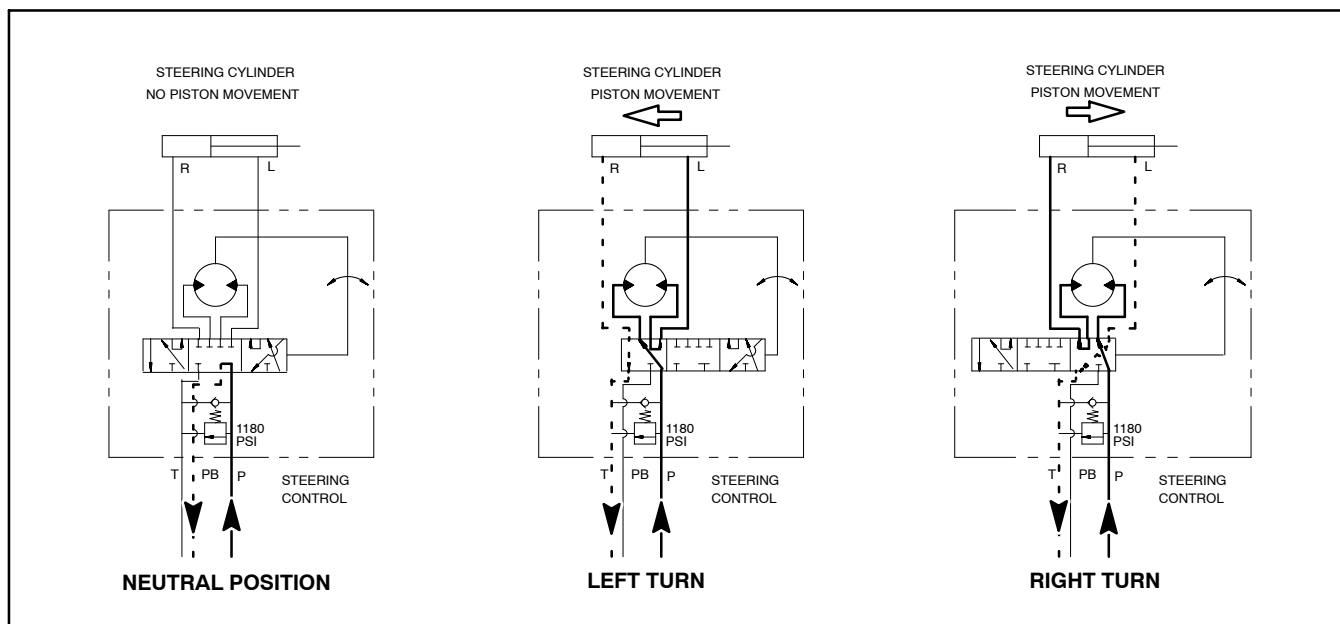 STEERING CYLINDER
NO PISTON MOVEMENT
R
L
1180
PSI
T
PB
P
STEERING
CONTROL
NEUTRAL POSITION
STEERING CYLINDER
PISTON MOVEMENT
R
L
1180
PSI
T
PB
P
STEERING
CONTROL
LEFT TURN
STEERING CYLINDER
PISTON MOVEMENT
R
L
1180
PSI
T
PB
P
STEERING
CONTROL
RIGHT TURN